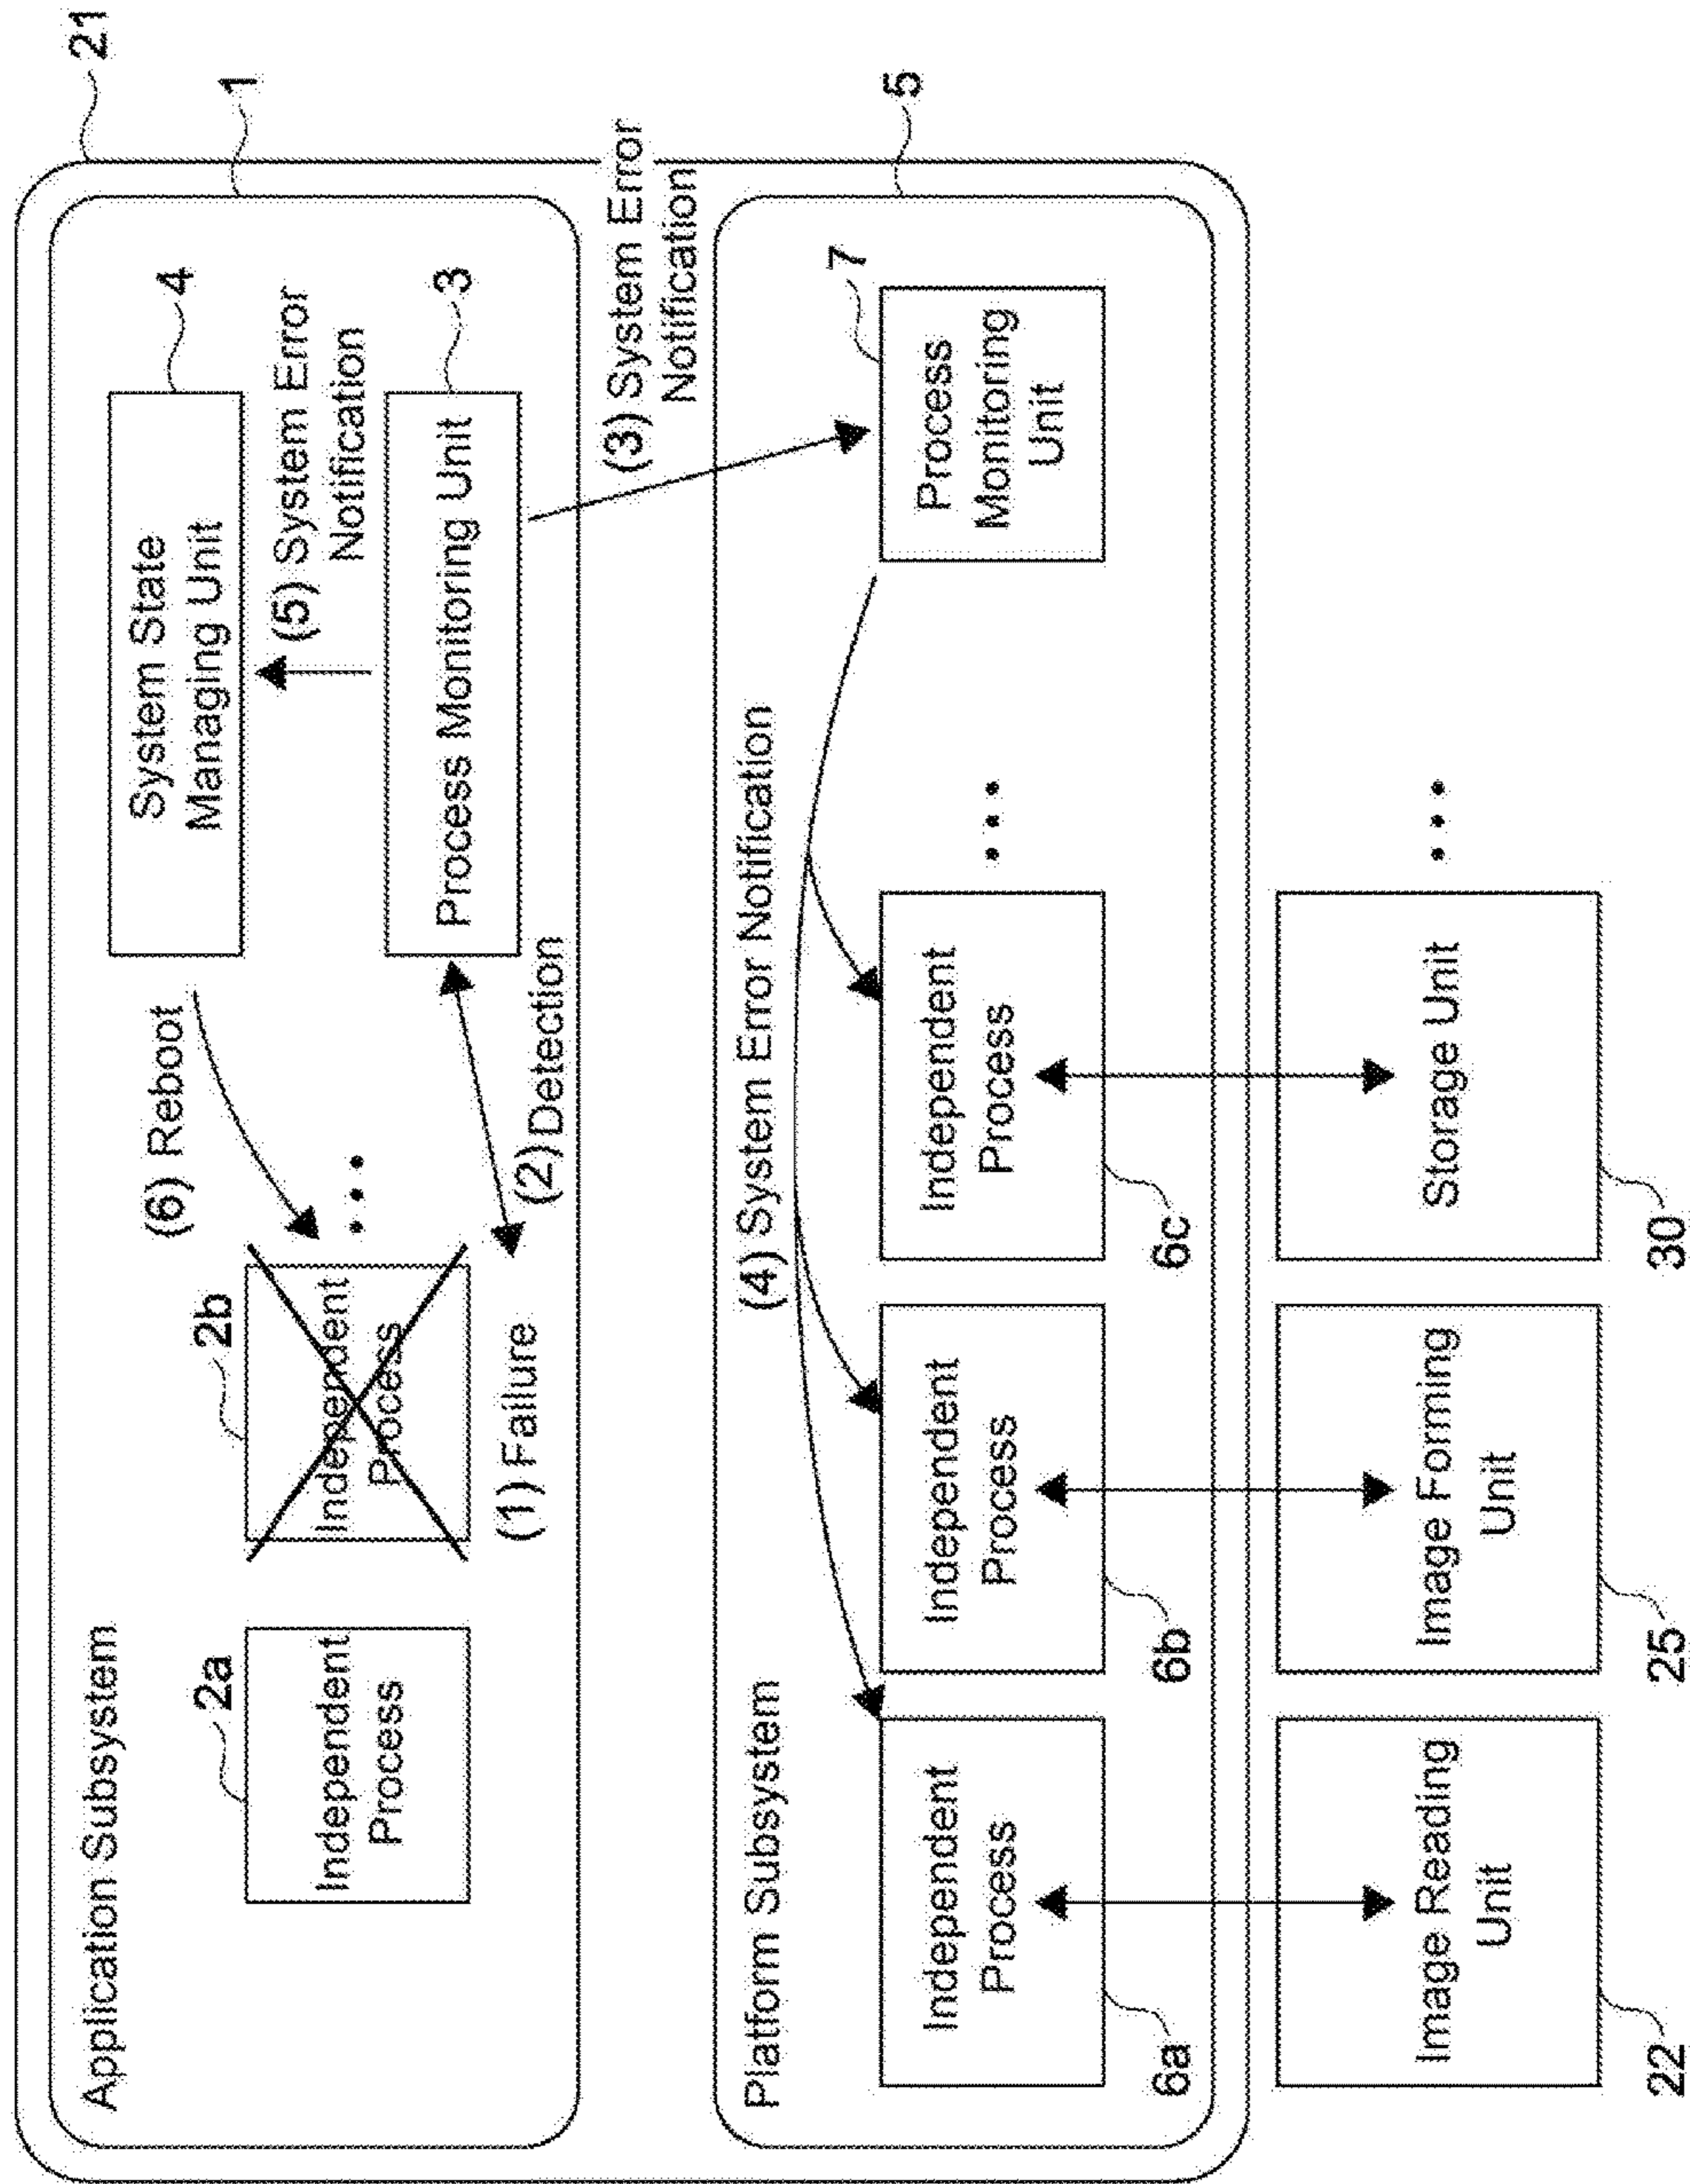 21
1
Application Subsystem
System State
Managing Unit
4
(6) Reboot
2a
2b
Independent
Process
Independent
Process
...
(5) System Error
Notification
Process Monitoring Unit
3
(1) Failure
(2) Detection
(3) System Error
Notification
5
Platform Subsystem
(4) System Error Notification
7
Independent
Process
Independent
Process
Independent
Process
...
Process
Monitoring
Unit
6a
6b
6c
Image Reading
Unit
Image Forming
Unit
Storage Unit
...
22
25
30